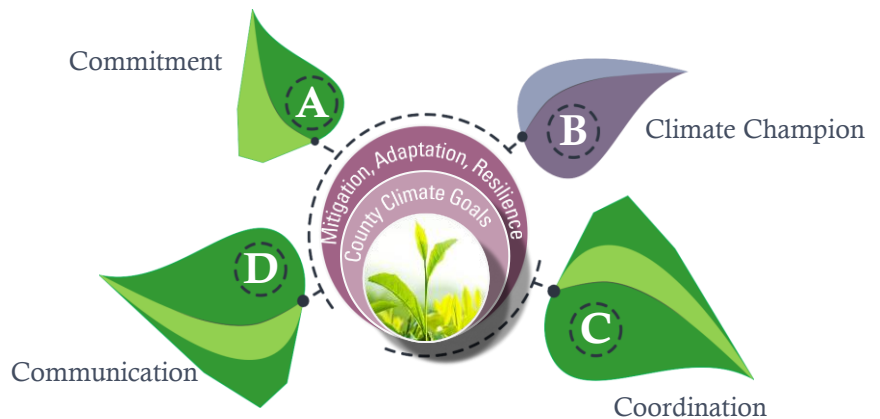 Commitment
A
B
Climate Champion
Mitigation, Adaptation, Resilience
County Climate Goals
D
C
Communication
Coordination